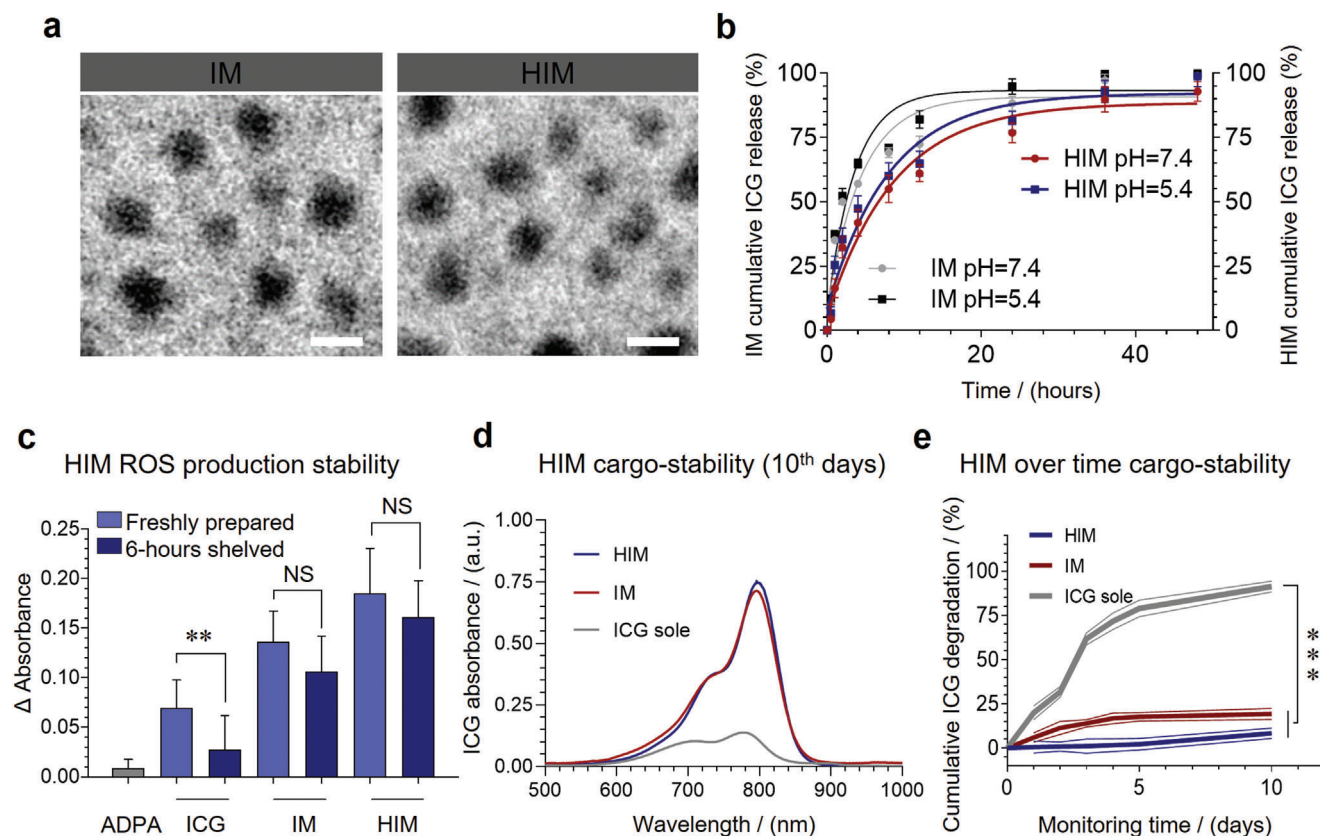 a
IM
HIM
b
IM cumulative ICG release (%)
100
75
50
25
0
HIM pH=7.4
HIM pH=5.4
IM pH=7.4
IM pH=5.4
100
75
50
25
0
HIM cumulative ICG release (%)
0
20
40
Time / (hours)
c
HIM ROS production stability
Δ Absorbance
0.25
0.20
0.15
0.10
0.05
0.00
Freshly prepared
6-hours shelved
**
NS
NS
ADPA
ICG
IM
HIM
d
HIM cargo-stability (10th days)
ICG absorbance / (a.u.)
1.00
0.75
0.50
0.25
0.0
HIM
IM
ICG sole
500
600
700
800
900
1000
Wavelength / (nm)
e
HIM over time cargo-stability
Cumulative ICG degradation / (%)
100
75
50
25
0
HIM
IM
ICG sole
***
0
5
10
Monitoring time / (days)